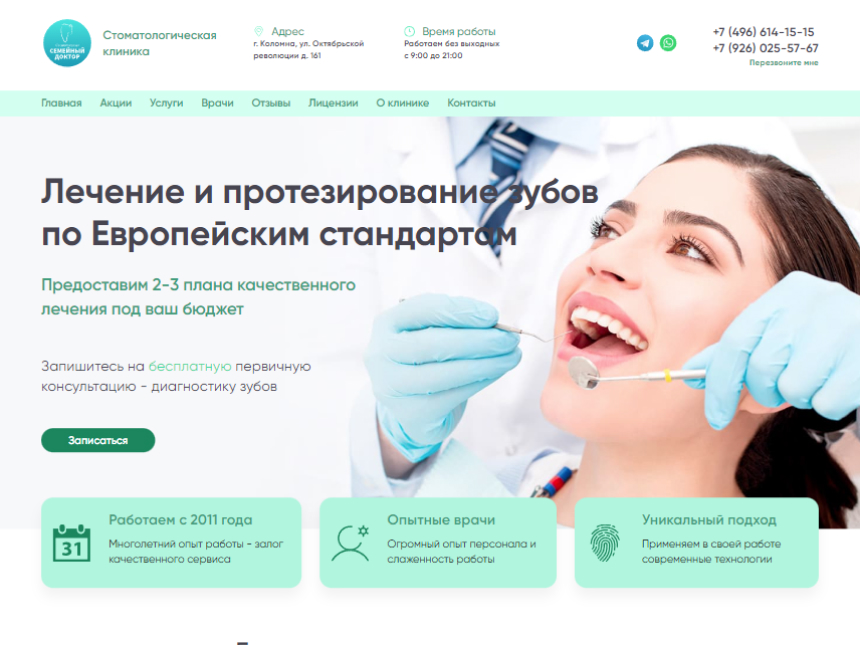 СЕМЕЙНЫЙ
ДОКТОР
Стоматологическая
клиника
Адрес
г. Коломна, ул. Октябрьской
революции д. 161
Время работы
Работаем без выходных
с 9:00 до 21:00
+7 (496) 614-15-15
+7 (926) 025-57-67
Перезвоните мне
Главная Акции Услуги Врачи Отзывы Лицензии О клинике Контакты
Лечение и протезирование зубов
по Европейским стандартам
Предоставим 2-3 плана качественного
лечения под ваш бюджет
Запишитесь на бесплатную первичную
консультацию - диагностику зубов
Записаться
31
Работаем с 2011 года
Многолетний опыт работы - залог
качественного сервиса
Опытные врачи
Огромный опыт персонала и
слаженность работы
Уникальный подход
Применяем в своей работе
современные технологии